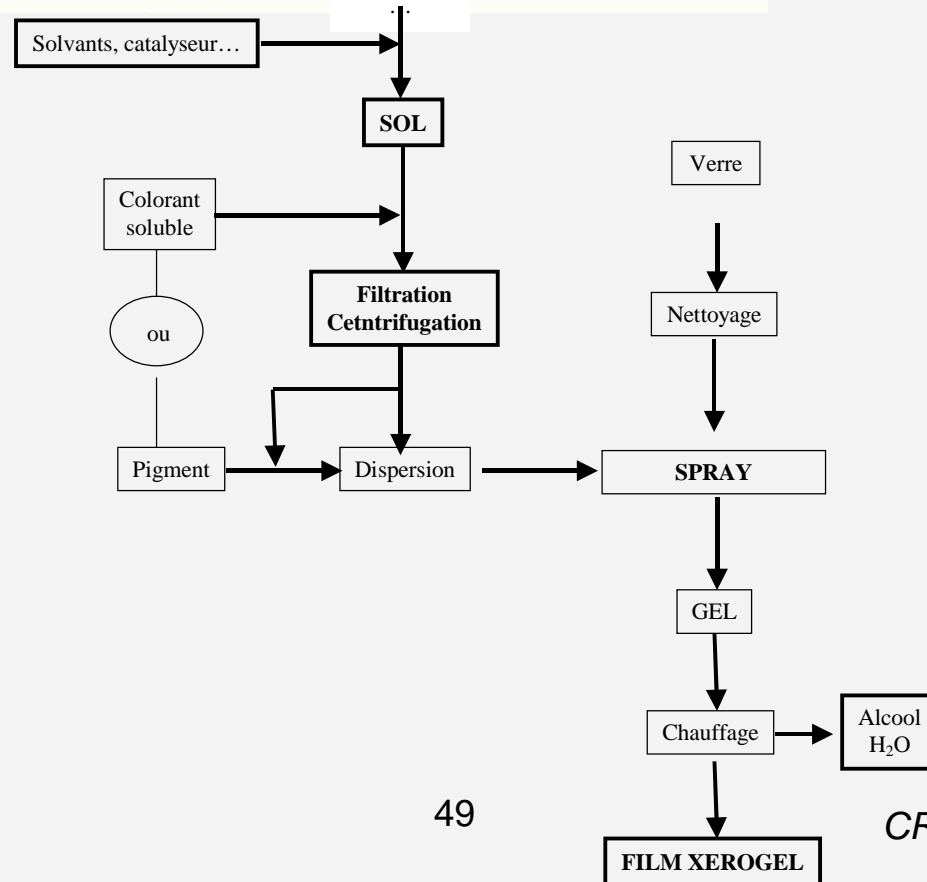 …
Solvants, catalyseur…
SOL
Verre
Colorant
soluble
Filtration
Cetntrifugation
Nettoyage
ou
Pigment
Dispersion
SPRAY
GEL
Chauffage
Alcool
H₂O
49
CR
FILM XEROGEL